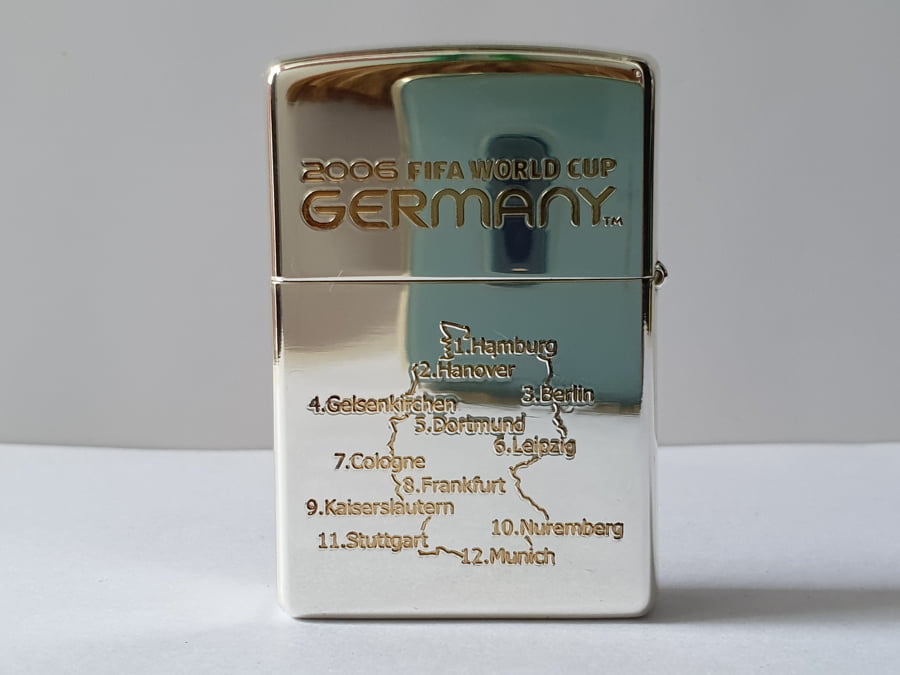 2006 FIFA WORLD CUP
GERMANY™
1.Hamburg
2.Hanover
3.Berlin
4.Gelsenkirchen
5.Dortmund
6.Leipzig
7.Cologne
8.Frankfurt
9.Kaiserslautern
10.Nuremberg
11.Stuttgart
12.Munich